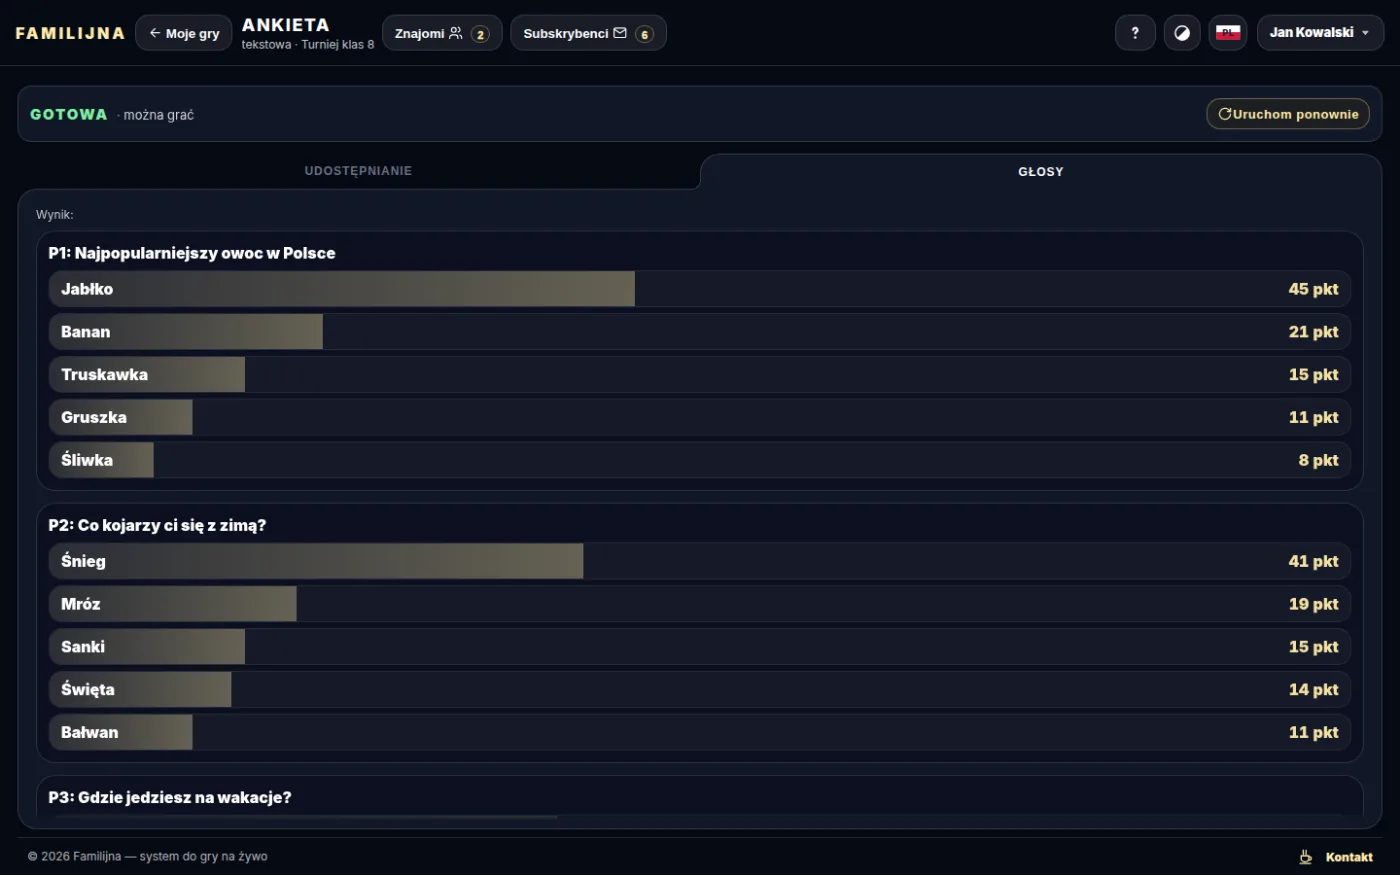 FAMILIJNA
← Moje gry
ANKIETA
tekstowa · Turniej klas 8
Znajomi 2
Subskrybenci 6
?
PL
Jan Kowalski
GOTOWA · można grać
Uruchom ponownie
UDOSTĘPNIANIE
GŁOSY
Wynik:
P1: Najpopularniejszy owoc w Polsce
Jabłko 45 pkt
Banan 21 pkt
Truskawka 15 pkt
Gruszka 11 pkt
Śliwka 8 pkt
P2: Co kojarzy ci się z zimą?
Śnieg 41 pkt
Mróz 19 pkt
Sanki 15 pkt
Święta 14 pkt
Bałwan 11 pkt
P3: Gdzie jedziesz na wakacje?
© 2026 Familijna — system do gry na żywo
Kontakt